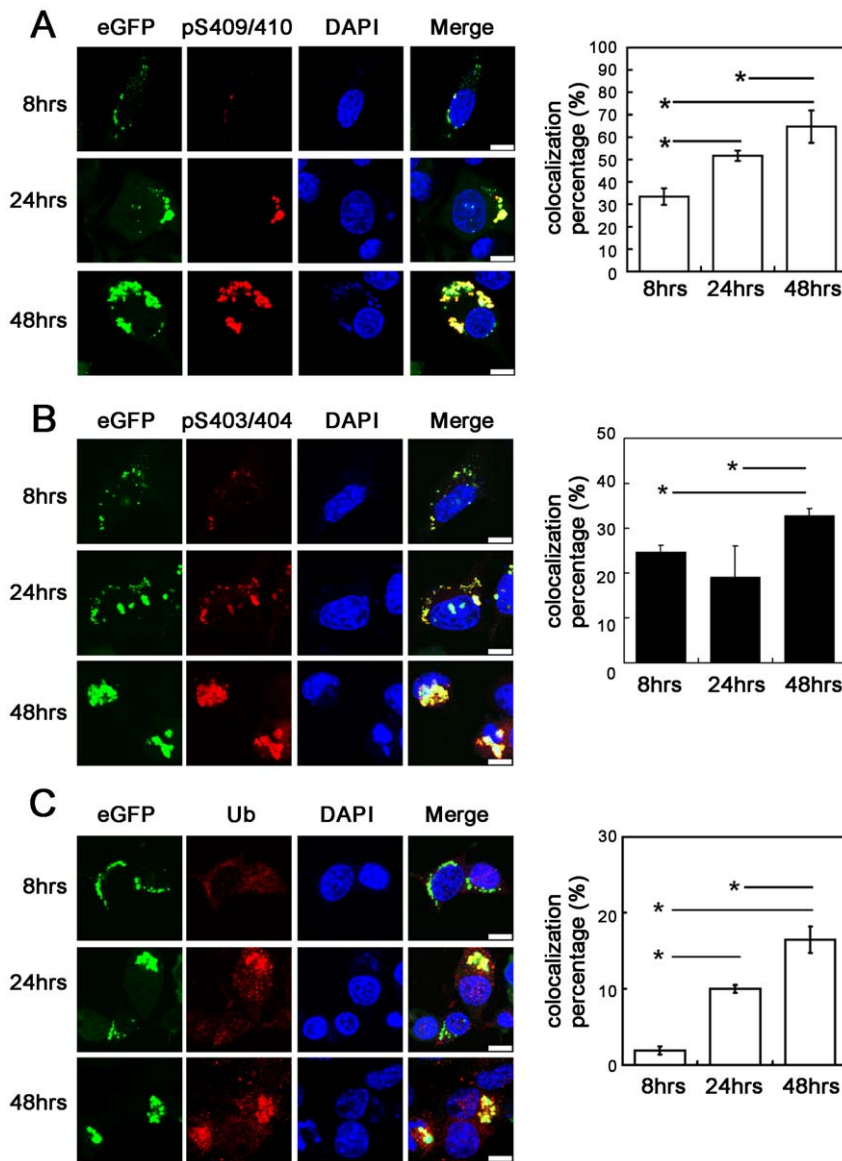 A
eGFP pS409/410 DAPI Merge
8hrs
24hrs
48hrs
colocalization
percentage (%)
100
90
80
70
60
50
40
30
20
10
0
*
*
*
8hrs 24hrs 48hrs
B
eGFP pS403/404 DAPI Merge
8hrs
24hrs
48hrs
colocalization
percentage (%)
50
40
30
20
10
0
*
*
8hrs 24hrs 48hrs
C
eGFP Ub DAPI Merge
8hrs
24hrs
48hrs
colocalization
percentage (%)
30
20
10
0
*
*
*
8hrs 24hrs 48hrs